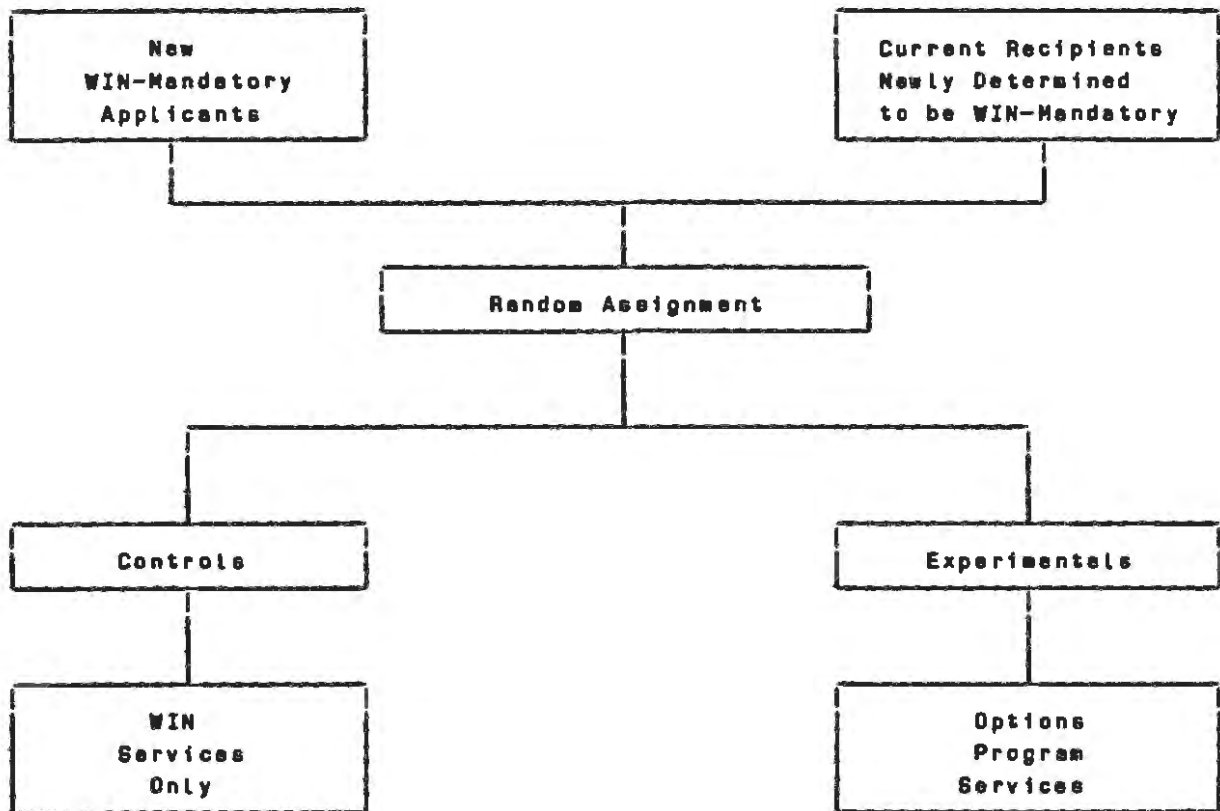 New
WIN-Mandatory
Applicants
Current Recipients
Newly Determined
to be WIN-Mandatory
Random Assignment
Controls
Experimentals
WIN
Services
Only
Options
Program
Services